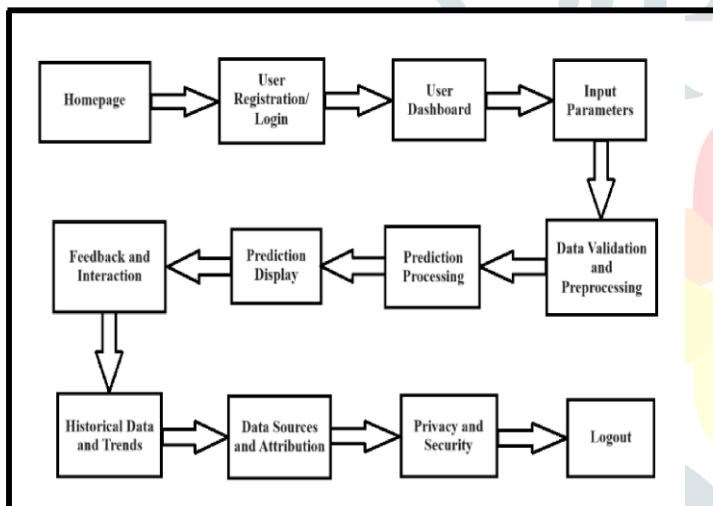 Homepage
User
Registration/
Login
User
Dashboard
Input
Parameters
Feedback and
Interaction
Prediction
Display
Prediction
Processing
Data Validation
and
Preprocessing
Historical Data
and Trends
Data Sources
and Attribution
Privacy and
Security
Logout